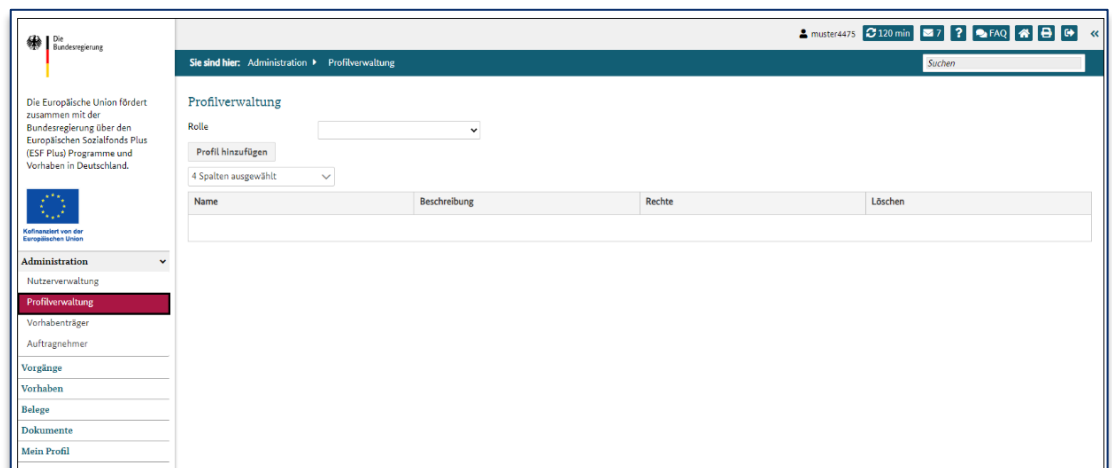 Die
Bundesregierung
muster4475 120 min 7 ? FAQ «
Sie sind hier: Administration Profilverwaltung
Suchen
Die Europäische Union fördert
zusammen mit der
Bundesregierung über den
Europäischen Sozialfonds Plus
(ESF Plus) Programme und
Vorhaben in Deutschland.
Kofinanziert von der
Europäischen Union
Administration
Nutzerverwaltung
Profilverwaltung
Vorhabenträger
Auftragnehmer
Vorgänge
Vorhaben
Belege
Dokumente
Mein Profil
Profilverwaltung
Rolle
Profil hinzufügen
4 Spalten ausgewählt
Name Beschreibung Rechte Löschen